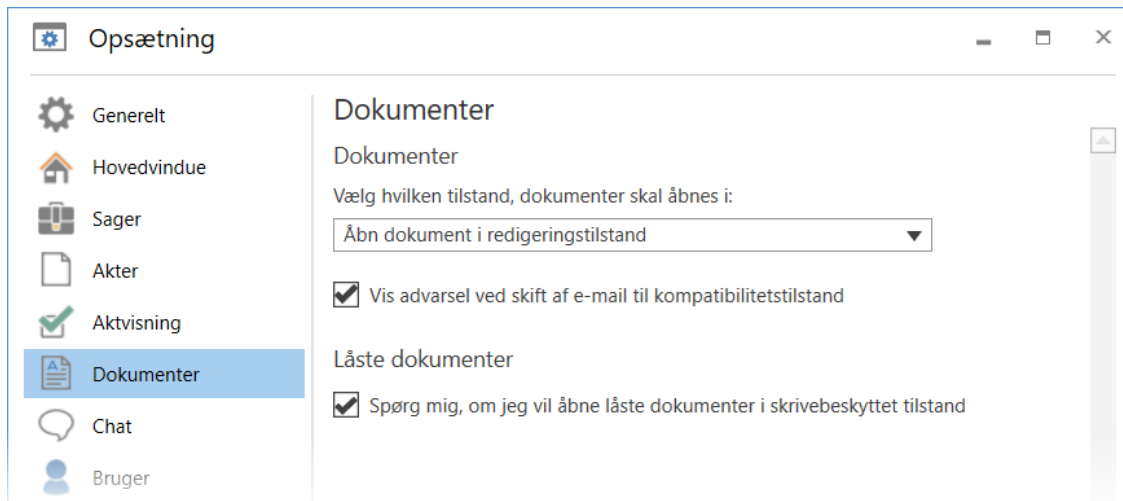 Opsætning
Generelt
Hovedvindue
Sager
Akter
Aktvisning
Dokumenter
Chat
Bruger
Dokumenter
Dokumenter
Vælg hvilken tilstand, dokumenter skal åbnes i:
Åbn dokument i redigeringstilstand
Vis advarsel ved skift af e-mail til kompatibilitetstilstand
Låste dokumenter
Spørg mig, om jeg vil åbne låste dokumenter i skrivebeskyttet tilstand